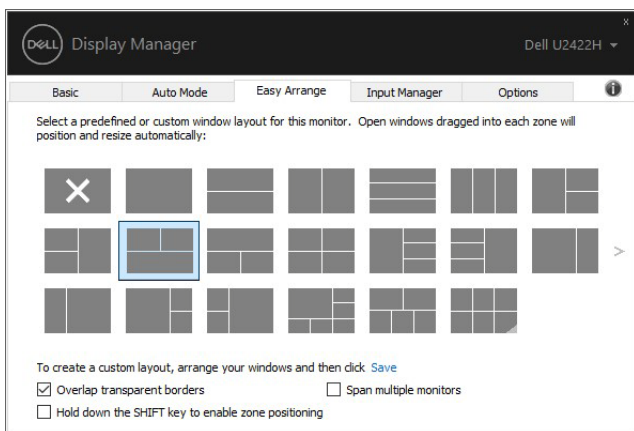 x
DELL Display Manager Dell U2422H
Basic Auto Mode Easy Arrange Input Manager Options i
Select a predefined or custom window layout for this monitor. Open windows dragged into each zone will
position and resize automatically:
>
To create a custom layout, arrange your windows and then click Save
Overlap transparent borders Span multiple monitors
Hold down the SHIFT key to enable zone positioning